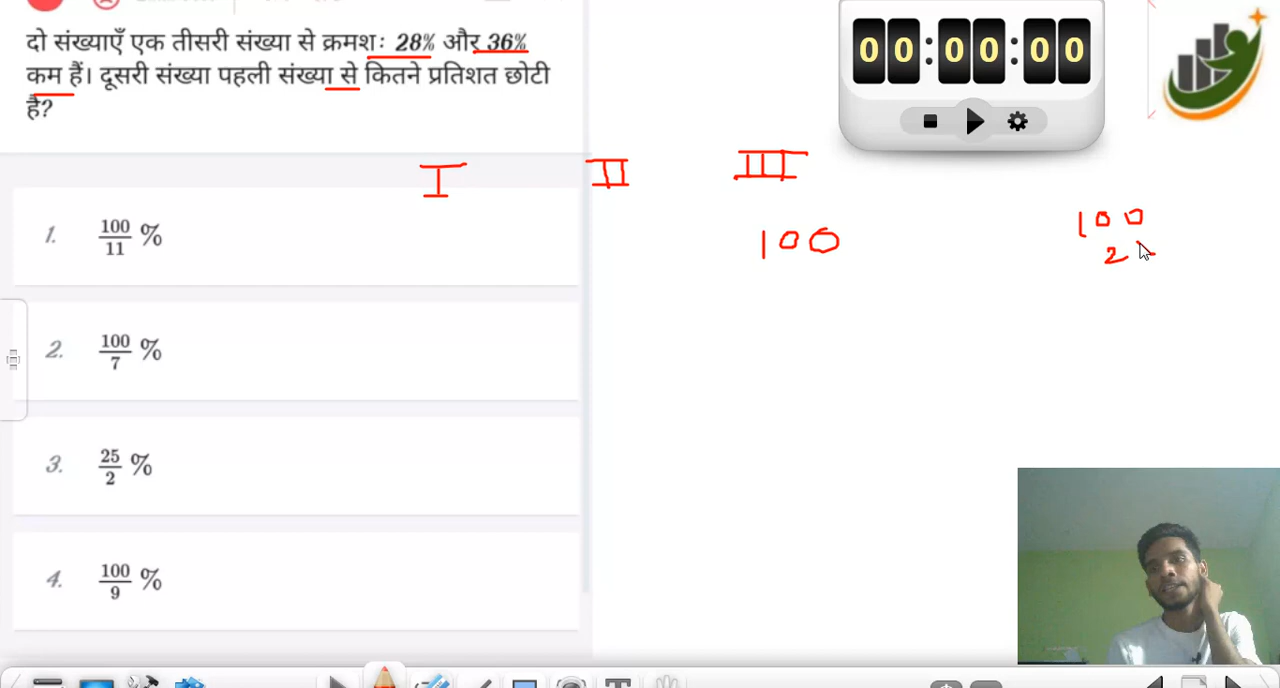 दो संख्याएँ एक तीसरी संख्या से क्रमशः 28% और 36%
कम हैं। दूसरी संख्या पहली संख्या से कितने प्रतिशत छोटी
है?
00:00:00
I II III
100
100
2
1. 100/11 %
2. 100/7 %
3. 25/2 %
4. 100/9 %